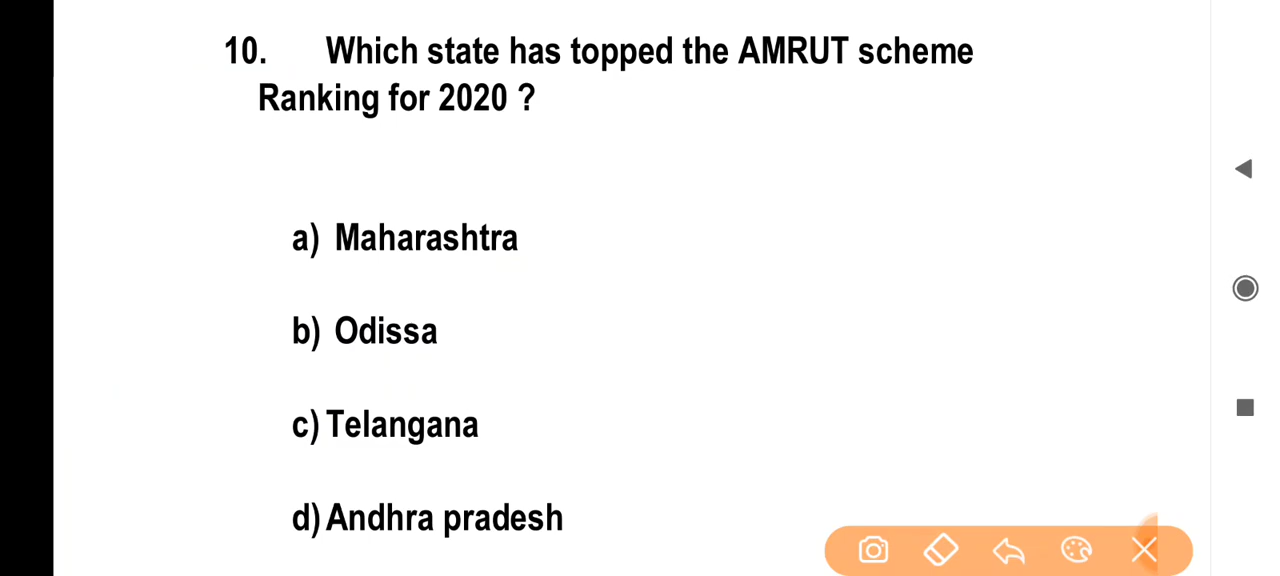 10. Which state has topped the AMRUT scheme
Ranking for 2020 ?
a) Maharashtra
b) Odissa
c) Telangana
d) Andhra pradesh